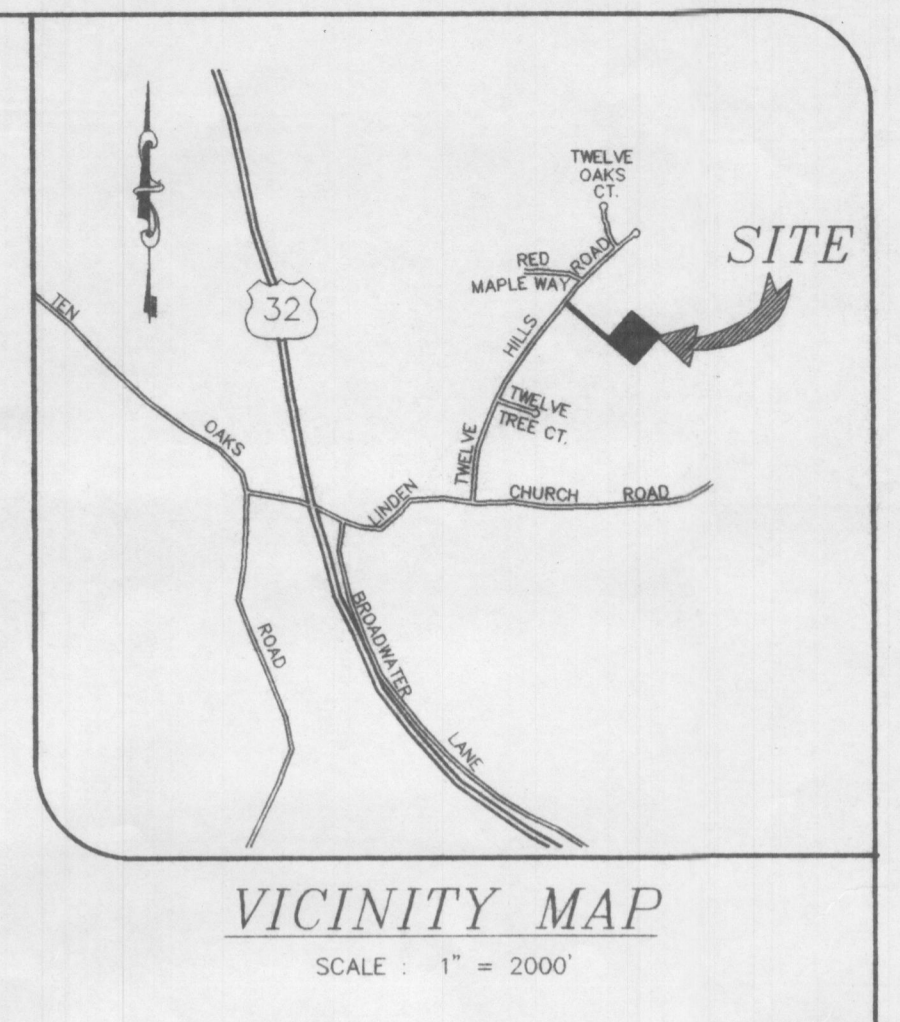 TWELVE
OAKS
CT.
SITE
RED
MAPLE WAY
ROAD
32
TEN
HILLS
TWELVE
TREE CT.
OAKS
TWELVE
LINDEN
CHURCH
ROAD
BROADWATER
ROAD
LANE
VICINITY MAP
SCALE : 1" = 2000'